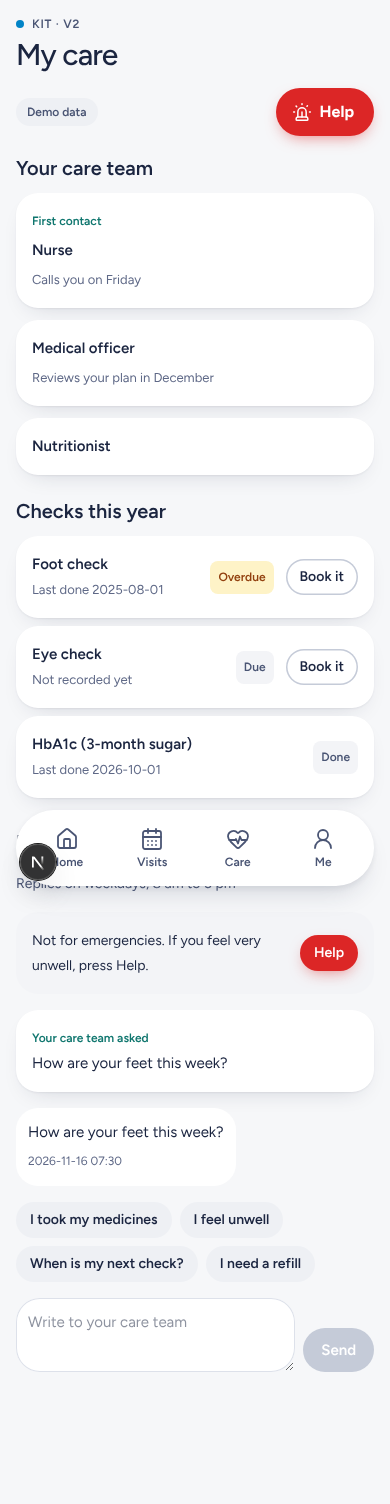 KIT · V2
My care
Demo data
Help
Your care team
First contact
Nurse
Calls you on Friday
Medical officer
Reviews your plan in December
Nutritionist
Checks this year
Foot check
Last done 2025-08-01
Overdue
Book it
Eye check
Not recorded yet
Due
Book it
HbA1c (3-month sugar)
Last done 2026-10-01
Done
N
Visits
Care
Me
Not for emergencies. If you feel very
unwell, press Help.
Help
Your care team asked
How are your feet this week?
How are your feet this week?
2026-11-16 07:30
I took my medicines
I feel unwell
When is my next check?
I need a refill
Write to your care team
Send